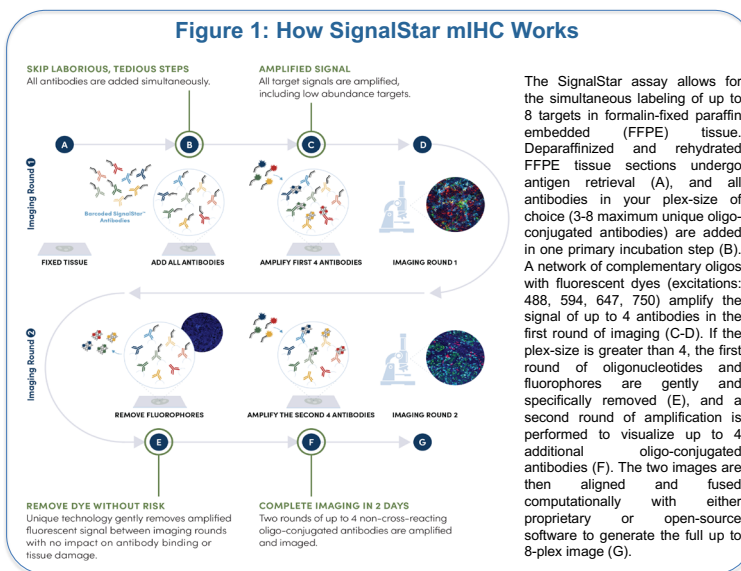 Figure 1: How SignalStar mIHC Works
SKIP LABORIOUS, TEDIOUS STEPS
All antibodies are added simultaneously.
AMPLIFIED SIGNAL
All target signals are amplified,
including low abundance targets.
A
B
C
D
Imaging Round 1
Barcoded SignalStar™
Antibodies
FIXED TISSUE
ADD ALL ANTIBODIES
AMPLIFY FIRST 4 ANTIBODIES
IMAGING ROUND 1
Imaging Round 2
REMOVE FLUOROPHORES
AMPLIFY THE SECOND 4 ANTIBODIES
IMAGING ROUND 2
E
F
G
REMOVE DYE WITHOUT RISK
Unique technology gently removes amplified
fluorescent signal between imaging rounds
with no impact on antibody binding or
tissue damage.
COMPLETE IMAGING IN 2 DAYS
Two rounds of up to 4 non-cross-reacting
oligo-conjugated antibodies are amplified
and imaged.
The SignalStar assay allows for
the simultaneous labeling of up to
8 targets in formalin-fixed paraffin
embedded (FFPE) tissue.
Deparaffinized and rehydrated
FFPE tissue sections undergo
antigen retrieval (A), and all
antibodies in your plex-size of
choice (3-8 maximum unique oligo-
conjugated antibodies) are added
in one primary incubation step (B).
A network of complementary oligos
with fluorescent dyes (excitations:
488, 594, 647, 750) amplify the
signal of up to 4 antibodies in the
first round of imaging (C-D). If the
plex-size is greater than 4, the first
round of oligonucleotides and
fluorophores are gently and
specifically removed (E), and a
second round of amplification is
performed to visualize up to 4
additional oligo-conjugated
antibodies (F). The two images are
then aligned and fused
computationally with either
proprietary or open-source
software to generate the full up to
8-plex image (G).